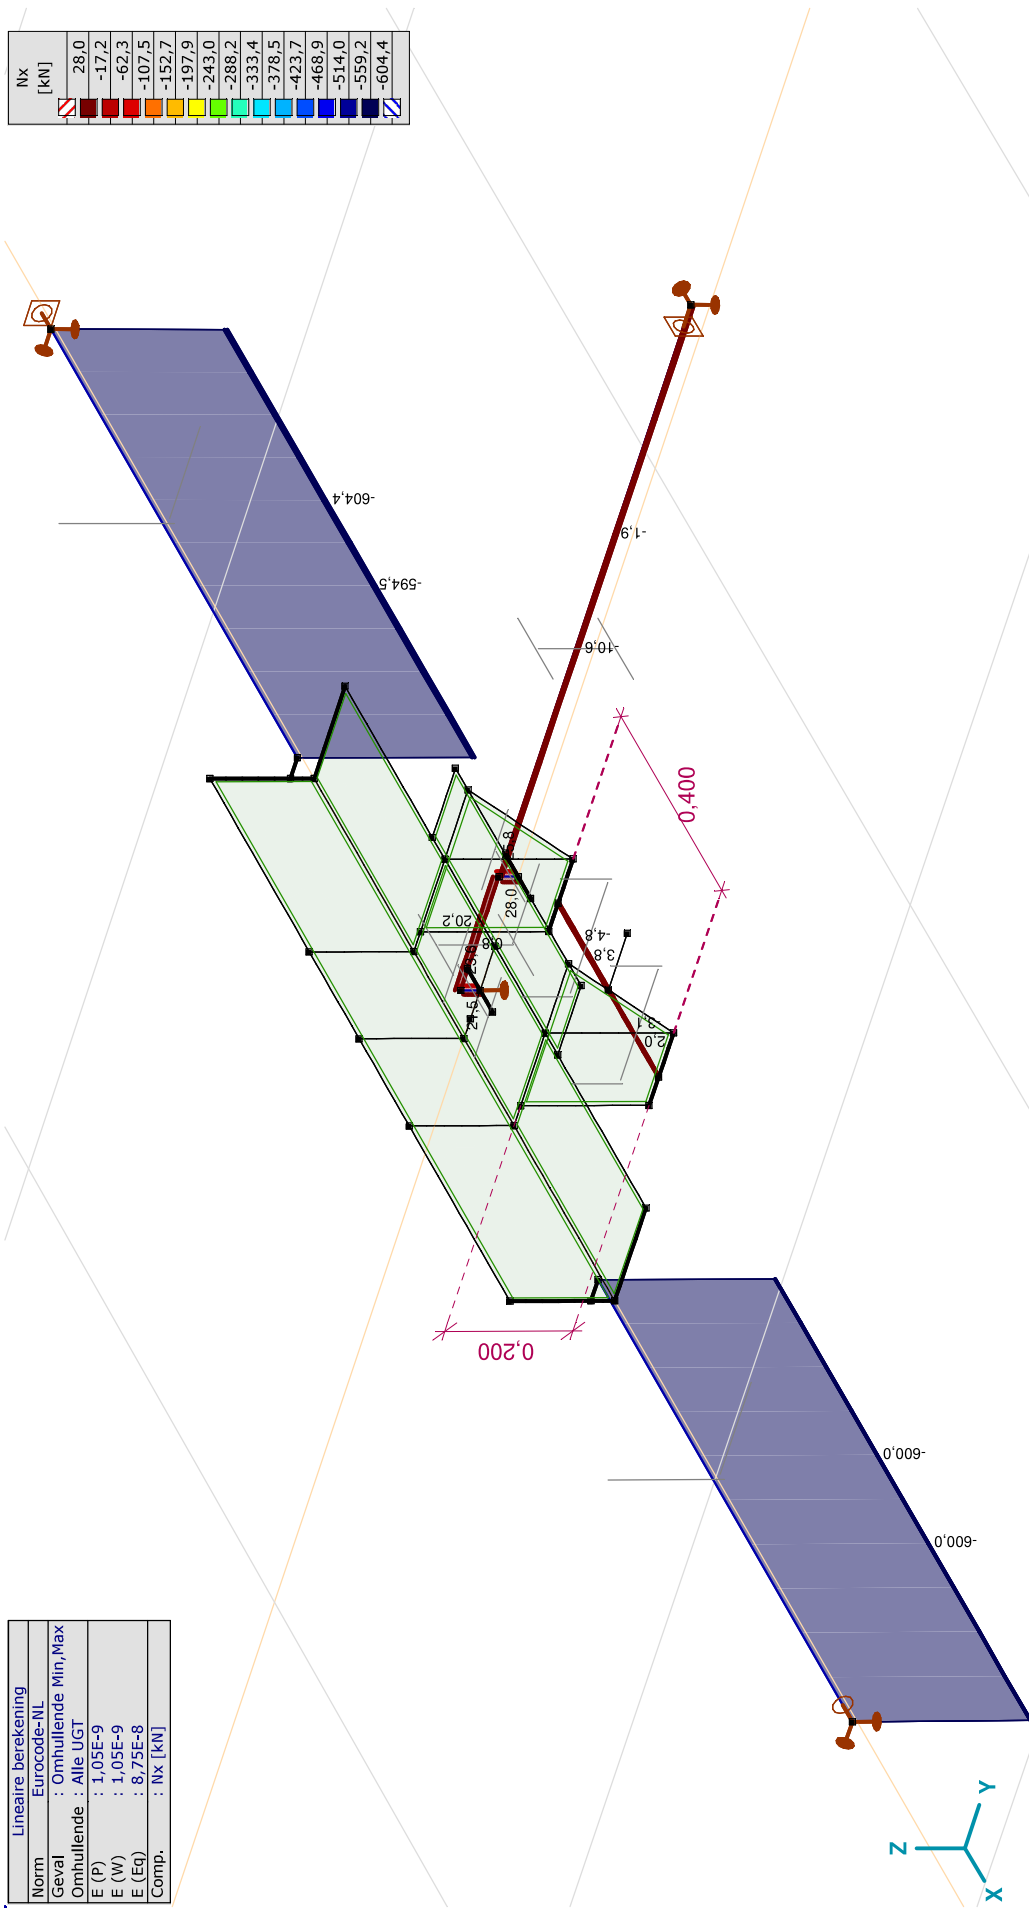 Nx
[kN]
28,0
-17,2
-62,3
-107,5
-152,7
-197,9
-243,0
-288,2
-333,4
-378,5
-423,7
-468,9
-514,0
-559,2
-604,4
-604,4
-594,5
-1,9
-10,6
0,400
28,0
20,2
-4,8
3,8
2,0
0,200
-600,0
-600,0
Lineaire berekening
Norm : Eurocode-NL
Geval : Omhullende Min,Max
Omhullende : Alle UGT
E (P) : 1,05E-9
E (W) : 1,05E-9
E (Eq) : 8,75E-8
Comp. : Nx [kN]
Z
Y
X